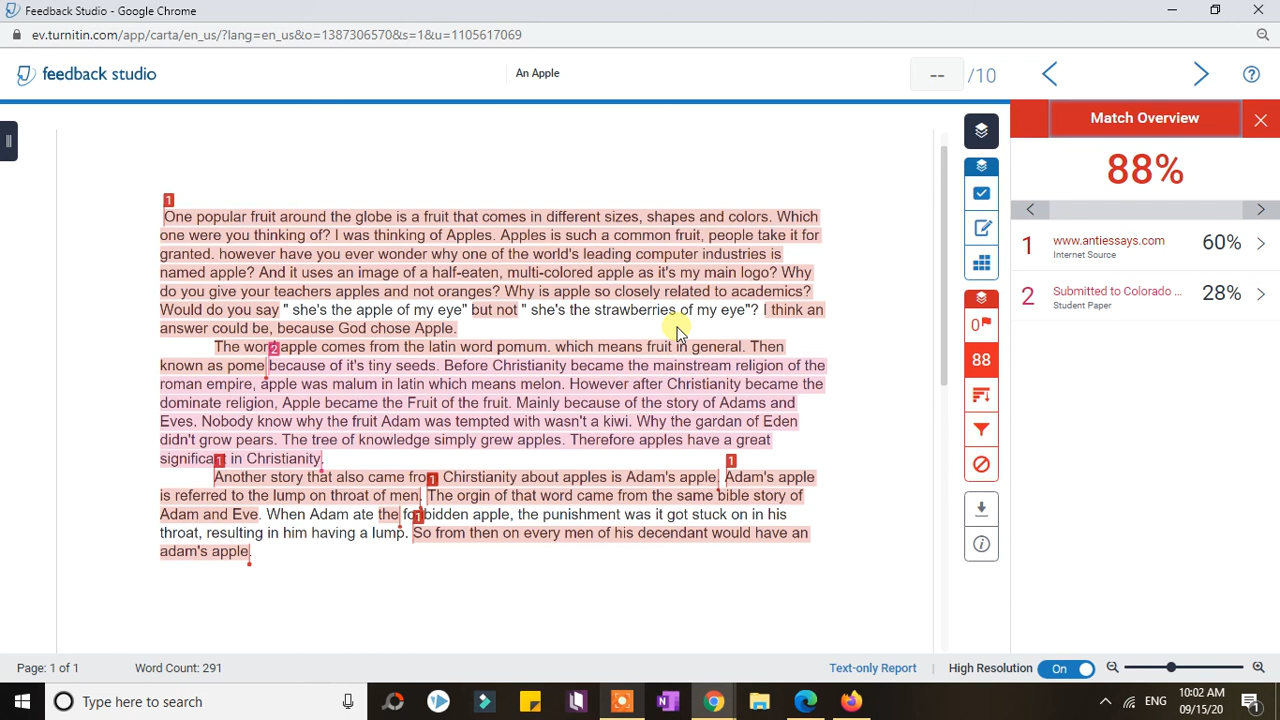 Feedback Studio - Google Chrome
ev.turnitin.com/app/carta/en_us/?lang=en_us&o=1387306570&s=1&u=1105617069
feedback studio
An Apple
-- /10
?
Match Overview
88%
1 www.antiessays.com 60%
Internet Source
2 Submitted to Colorado ... 28%
Student Paper
0
88
1
One popular fruit around the globe is a fruit that comes in different sizes, shapes and colors. Which
one were you thinking of? I was thinking of Apples. Apples is such a common fruit, people take it for
granted. however have you ever wonder why one of the world's leading computer industries is
named apple? And it uses an image of a half-eaten, multi-colored apple as it's my main logo? Why
do you give your teachers apples and not oranges? Why is apple so closely related to academics?
Would do you say " she's the apple of my eye" but not " she's the strawberries of my eye"? I think an
answer could be, because God chose Apple.
The word apple comes from the latin word pomum. which means fruit in general. Then
2
known as pome because of it's tiny seeds. Before Christianity became the mainstream religion of the
roman empire, apple was malum in latin which means melon. However after Christianity became the
dominate religion, Apple became the Fruit of the fruit. Mainly because of the story of Adams and
Eves. Nobody know why the fruit Adam was tempted with wasn't a kiwi. Why the gardan of Eden
didn't grow pears. The tree of knowledge simply grew apples. Therefore apples have a great
significant in Christianity.
1 1
Another story that also came from Chirstianity about apples is Adam's apple. Adam's apple
1
is referred to the lump on throat of men. The orgin of that word came from the same bible story of
Adam and Eve. When Adam ate the forbidden apple, the punishment was it got stuck on in his
1
throat, resulting in him having a lump. So from then on every men of his decendant would have an
adam's apple.
Page: 1 of 1 Word Count: 291 Text-only Report High Resolution On
Type here to search
N
ENG
10:02 AM
09/15/20
1